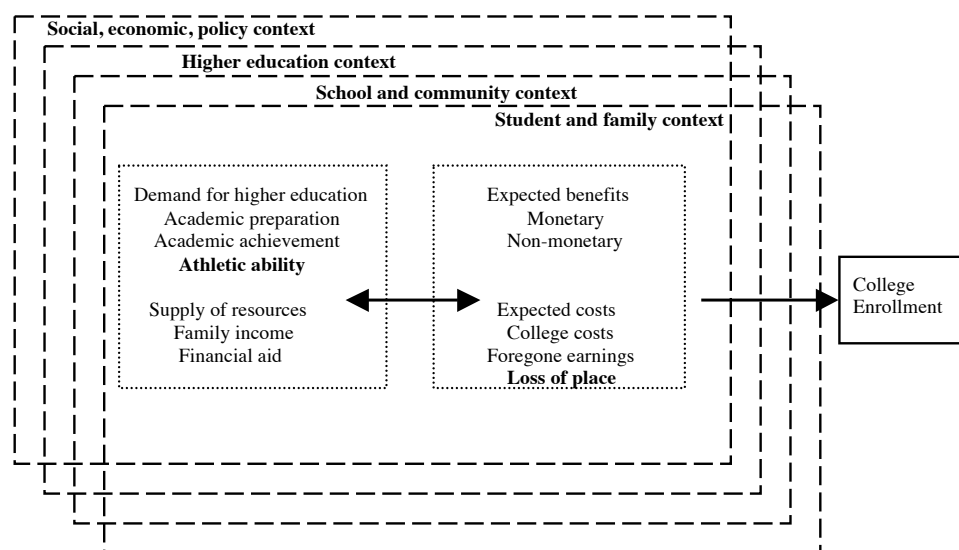 Social, economic, policy context
Higher education context
School and community context
Student and family context
Demand for higher education
Academic preparation
Academic achievement
Athletic ability
Supply of resources
Family income
Financial aid
Expected benefits
Monetary
Non-monetary
Expected costs
College costs
Foregone earnings
Loss of place
College
Enrollment